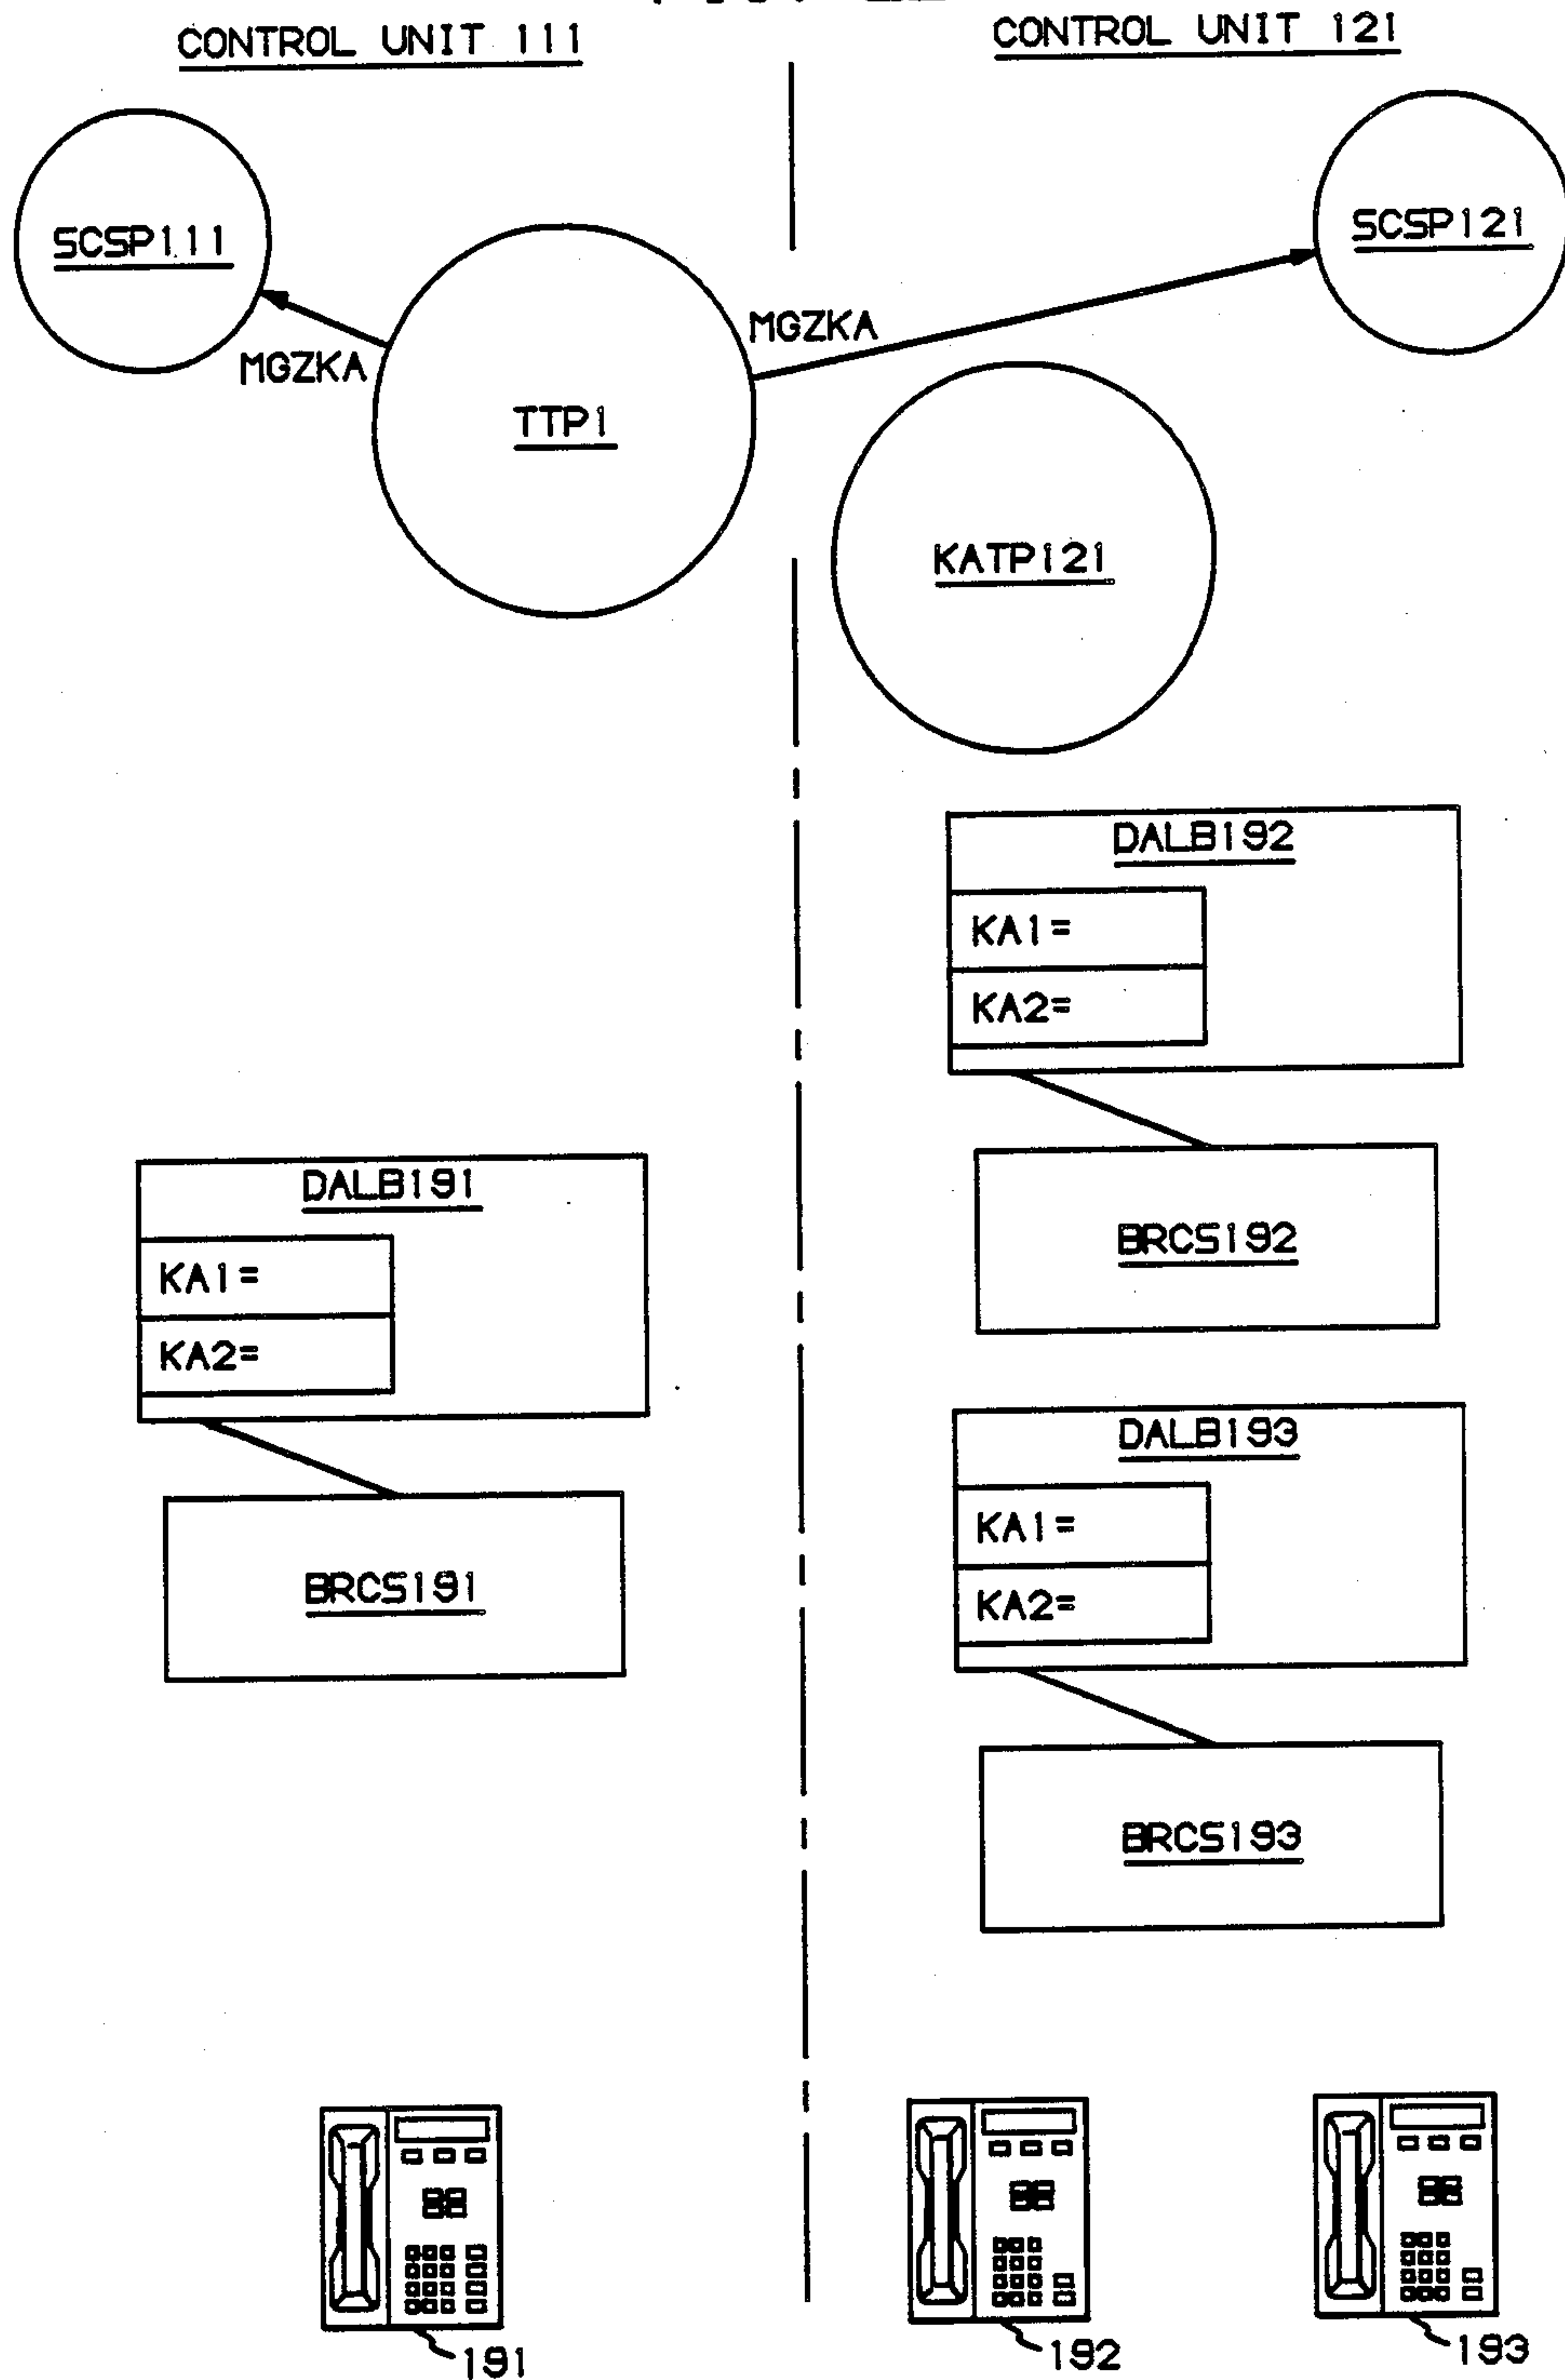 CONTROL UNIT 111
CONTROL UNIT 121
SCSP111
SCSP121
MGZKA
MGZKA
TTP1
KATP121
DALB192
KA1=
KA2=
BRCS192
DALB191
KA1=
KA2=
BRCS191
DALB193
KA1=
KA2=
BRCS193
191
192
193